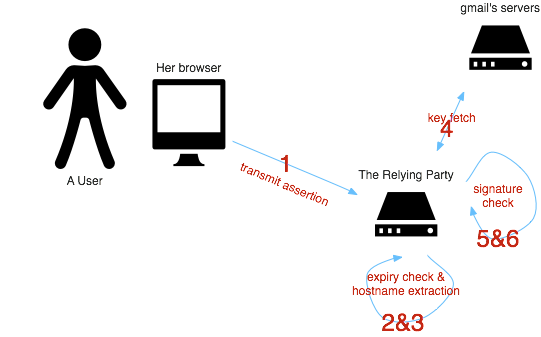 gmail's servers
Her browser
key fetch
4
A User
1
transmit assertion
The Relying Party
signature
check
5&6
expiry check &
hostname extraction
2&3